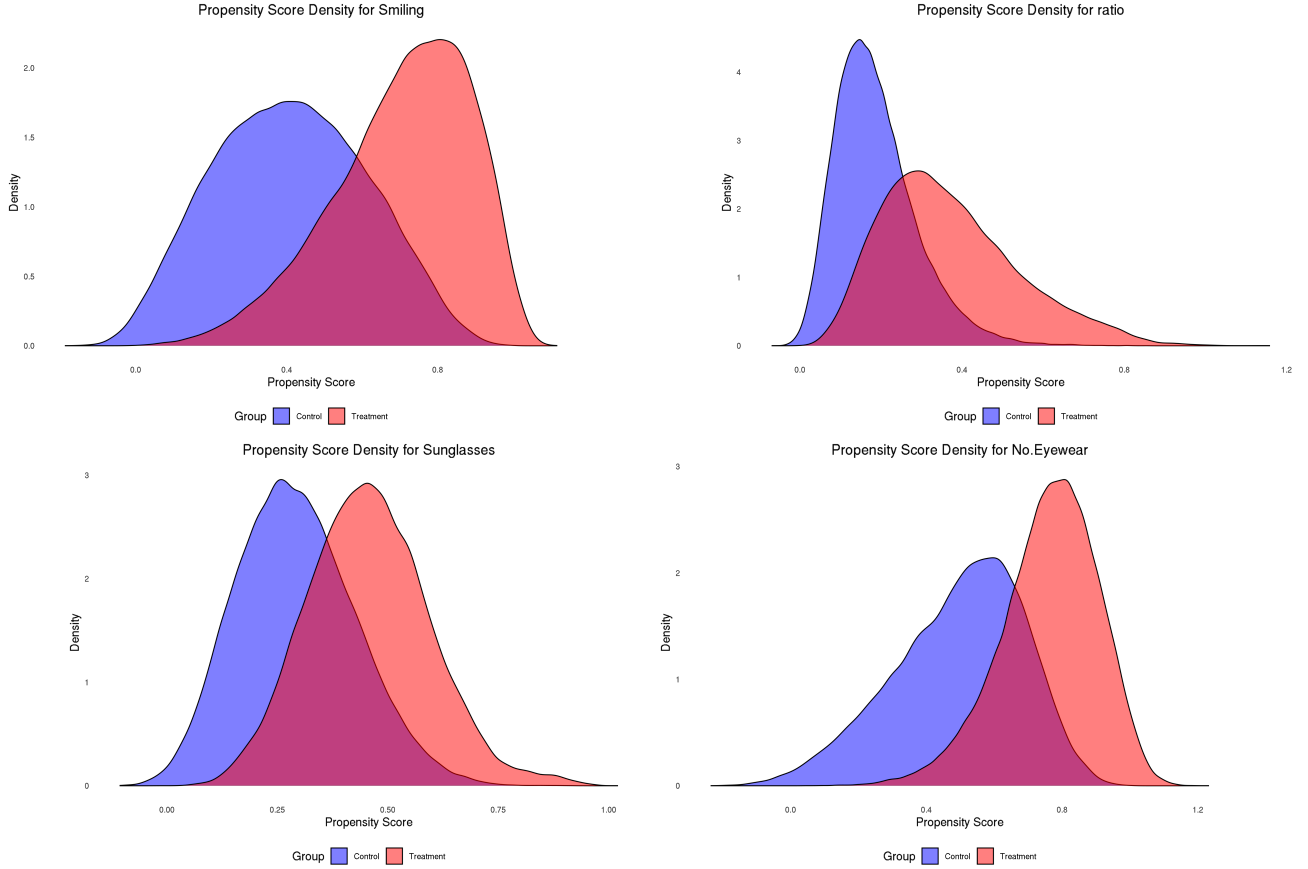 Propensity Score Density for Smiling
Density
2.0
1.5
1.0
0.5
0.0
0.0 0.4 0.8
Propensity Score
Group Control Treatment
Propensity Score Density for ratio
Density
4
3
2
1
0
0.0 0.4 0.8 1.2
Propensity Score
Group Control Treatment
Propensity Score Density for Sunglasses
Density
3
2
1
0
0.00 0.25 0.50 0.75 1.00
Propensity Score
Group Control Treatment
Propensity Score Density for No.Eyewear
Density
3
2
1
0
0.0 0.4 0.8 1.2
Propensity Score
Group Control Treatment